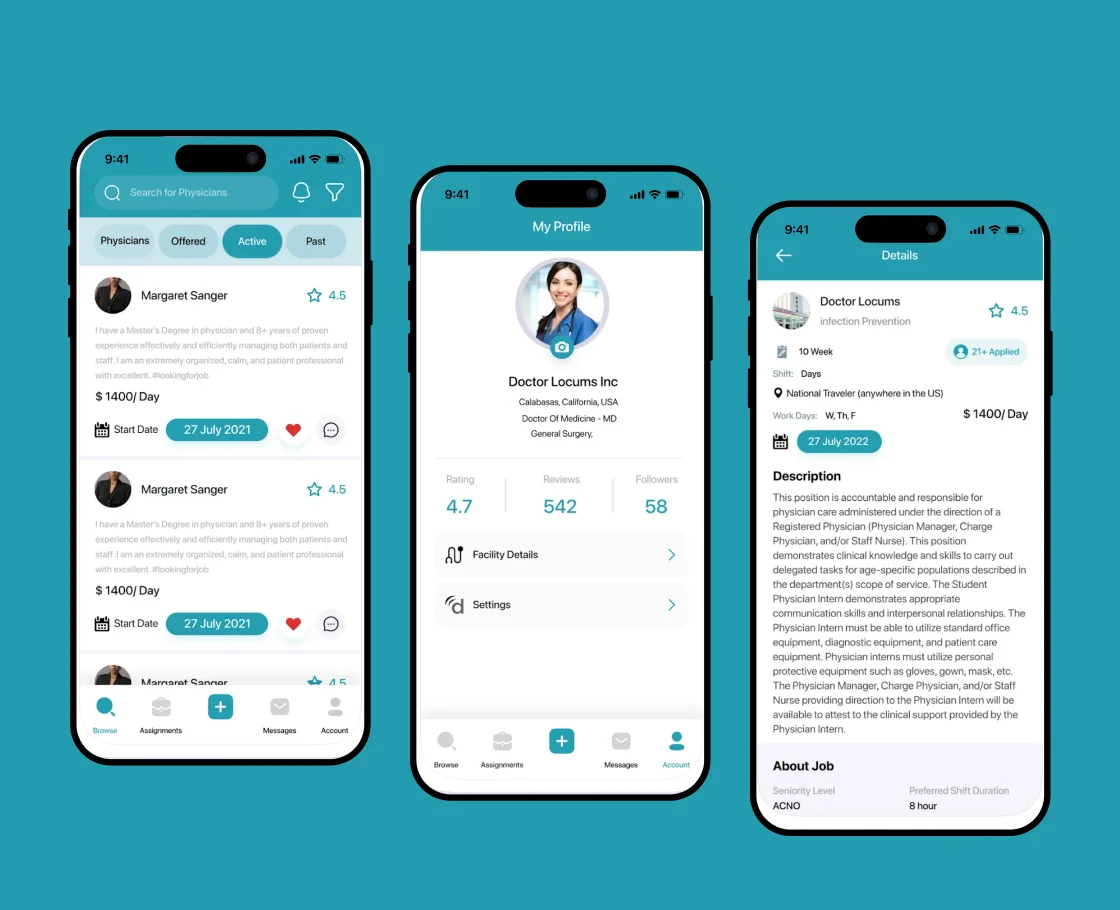 9:41
Search for Physicians
Physicians
Offered
Active
Past
Margaret Sanger
4.5
I have a Master's Degree in physician and 8+ years of proven
experience effectively and efficiently managing both patients and
staff. I am an extremely organized, calm, and patient professional
with excellent. #lookingforjob
$ 1400/ Day
Start Date
27 July 2021
Margaret Sanger
4.5
I have a Master's Degree in physician and 8+ years of proven
experience effectively and efficiently managing both patients and
staff. I am an extremely organized, calm, and patient professional
with excellent. #lookingforjob
$ 1400/ Day
Start Date
27 July 2021
Margaret Sanger
4.5
Browse
Assignments
Messages
Account
9:41
My Profile
Doctor Locums Inc
Calabasas, California, USA
Doctor Of Medicine - MD
General Surgery,
Rating
Reviews
Followers
4.7
542
58
Facility Details
Settings
Browse
Assignments
Messages
Account
9:41
Details
Doctor Locums
infection Prevention
4.5
10 Week
21+ Applied
Shift: Days
National Traveler (anywhere in the US)
Work Days: W, Th, F
$ 1400/ Day
27 July 2022
Description
This position is accountable and responsible for
physician care administered under the direction of a
Registered Physician (Physician Manager, Charge
Physician, and/or Staff Nurse). This position
demonstrates clinical knowledge and skills to carry out
delegated tasks for age-specific populations described in
the department(s) scope of service. The Student
Physician Intern demonstrates appropriate
communication skills and interpersonal relationships. The
Physician Intern must be able to utilize standard office
equipment, diagnostic equipment, and patient care
equipment. Physician interns must utilize personal
protective equipment such as gloves, gown, mask, etc.
The Physician Manager, Charge Physician, and/or Staff
Nurse providing direction to the Physician Intern will be
available to attest to the clinical support provided by the
Physician Intern.
About Job
Seniority Level
Preferred Shift Duration
ACNO
8 hour